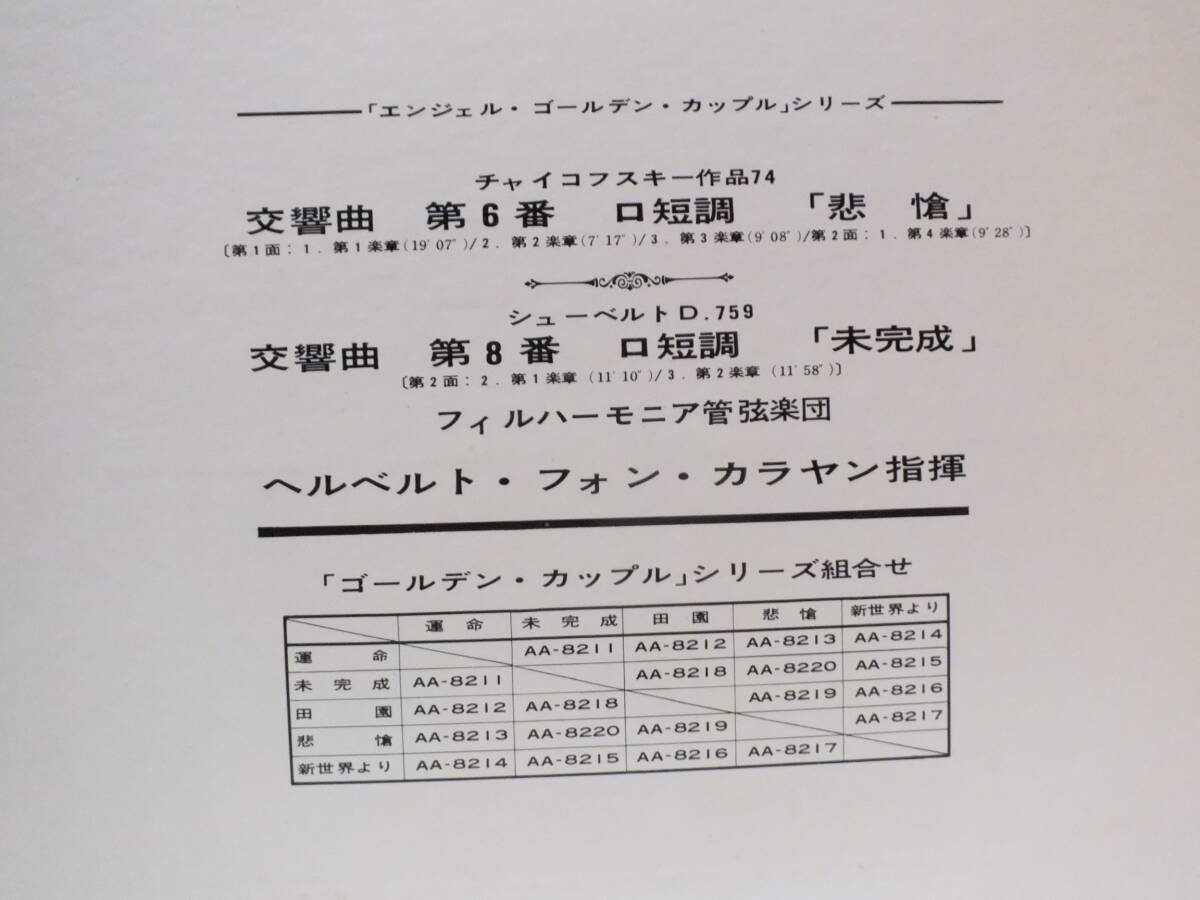 「エンジェル・ゴールデン・カップル」シリーズ
チャイコフスキー作品74
交響曲 第6番 ロ短調 「悲愴」
〔第1面：1．第1楽章(19′07″)/2．第2楽章(7′17″)/3．第3楽章(9′08″)/第2面：1．第4楽章(9′28″)〕
シューベルトD.759
交響曲 第8番 ロ短調 「未完成」
〔第2面：2．第1楽章(11′10″)/3．第2楽章(11′58″)〕
フィルハーモニア管弦楽団
ヘルベルト・フォン・カラヤン指揮
「ゴールデン・カップル」シリーズ組合せ
運命 未完成 田園 悲愴 新世界より
運命 AA-8211 AA-8212 AA-8213 AA-8214
未完成 AA-8211 AA-8218 AA-8220 AA-8215
田園 AA-8212 AA-8218 AA-8219 AA-8216
悲愴 AA-8213 AA-8220 AA-8219 AA-8217
新世界より AA-8214 AA-8215 AA-8216 AA-8217